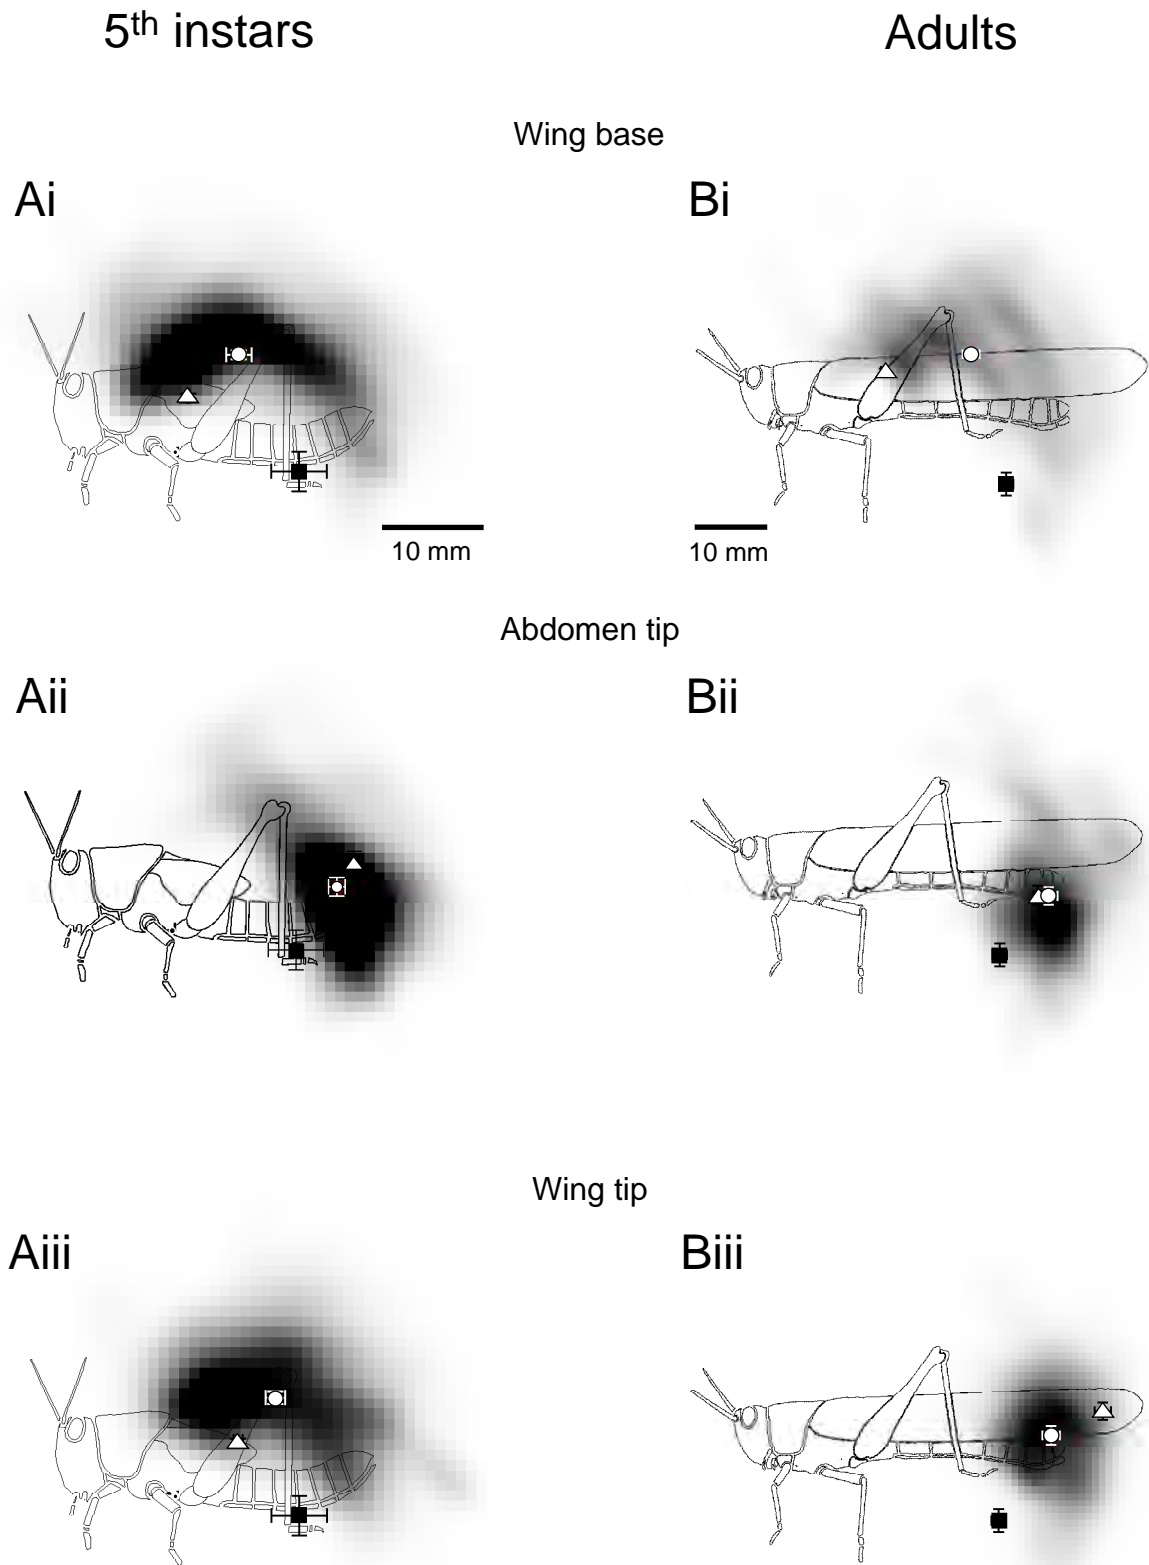 5th instars
Adults
Wing base
Ai
Bi
10 mm
10 mm
Abdomen tip
Aii
Bii
Wing tip
Aiii
Biii